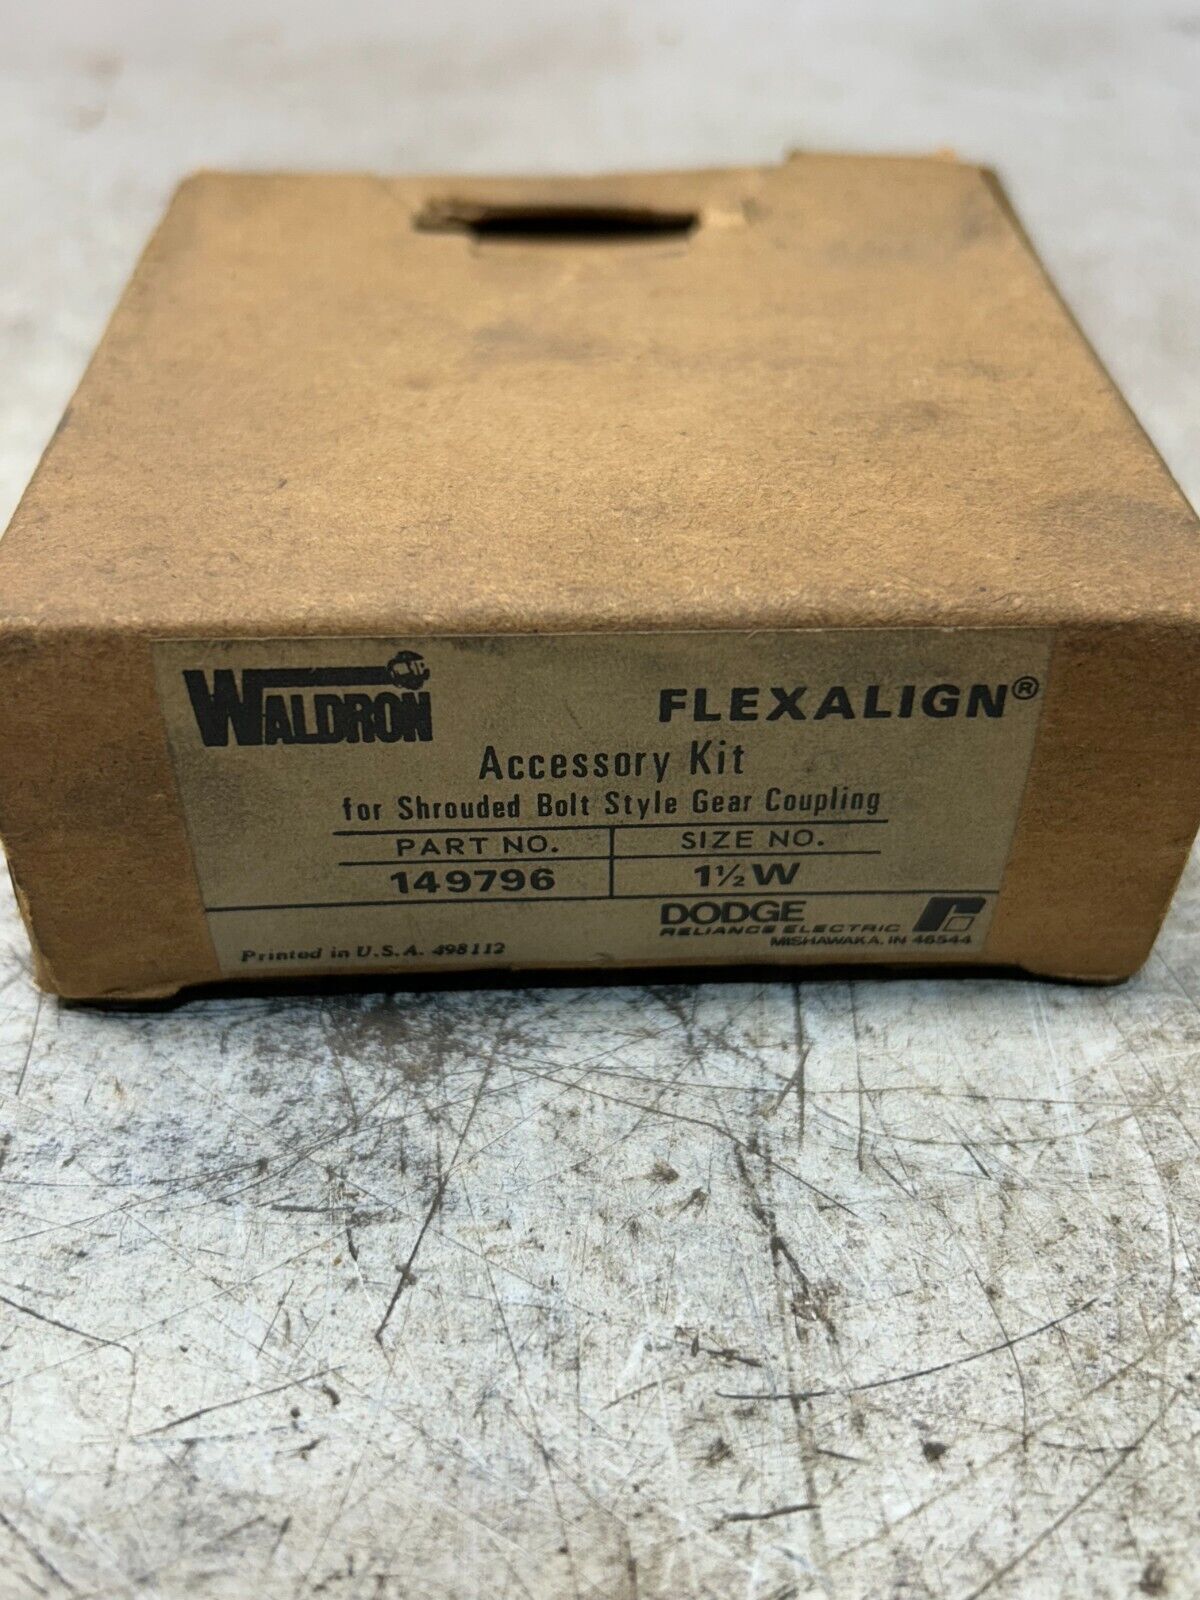 WALDRON
FLEXALIGN®
Accessory Kit
for Shrouded Bolt Style Gear Coupling
PART NO. SIZE NO.
149796 1½W
DODGE
RELIANCE ELECTRIC
MISHAWAKA, IN 46544
Printed in U.S.A. 498112